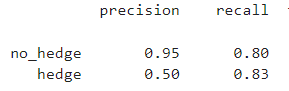 precision recall
no_hedge 0.95 0.80
hedge 0.50 0.83